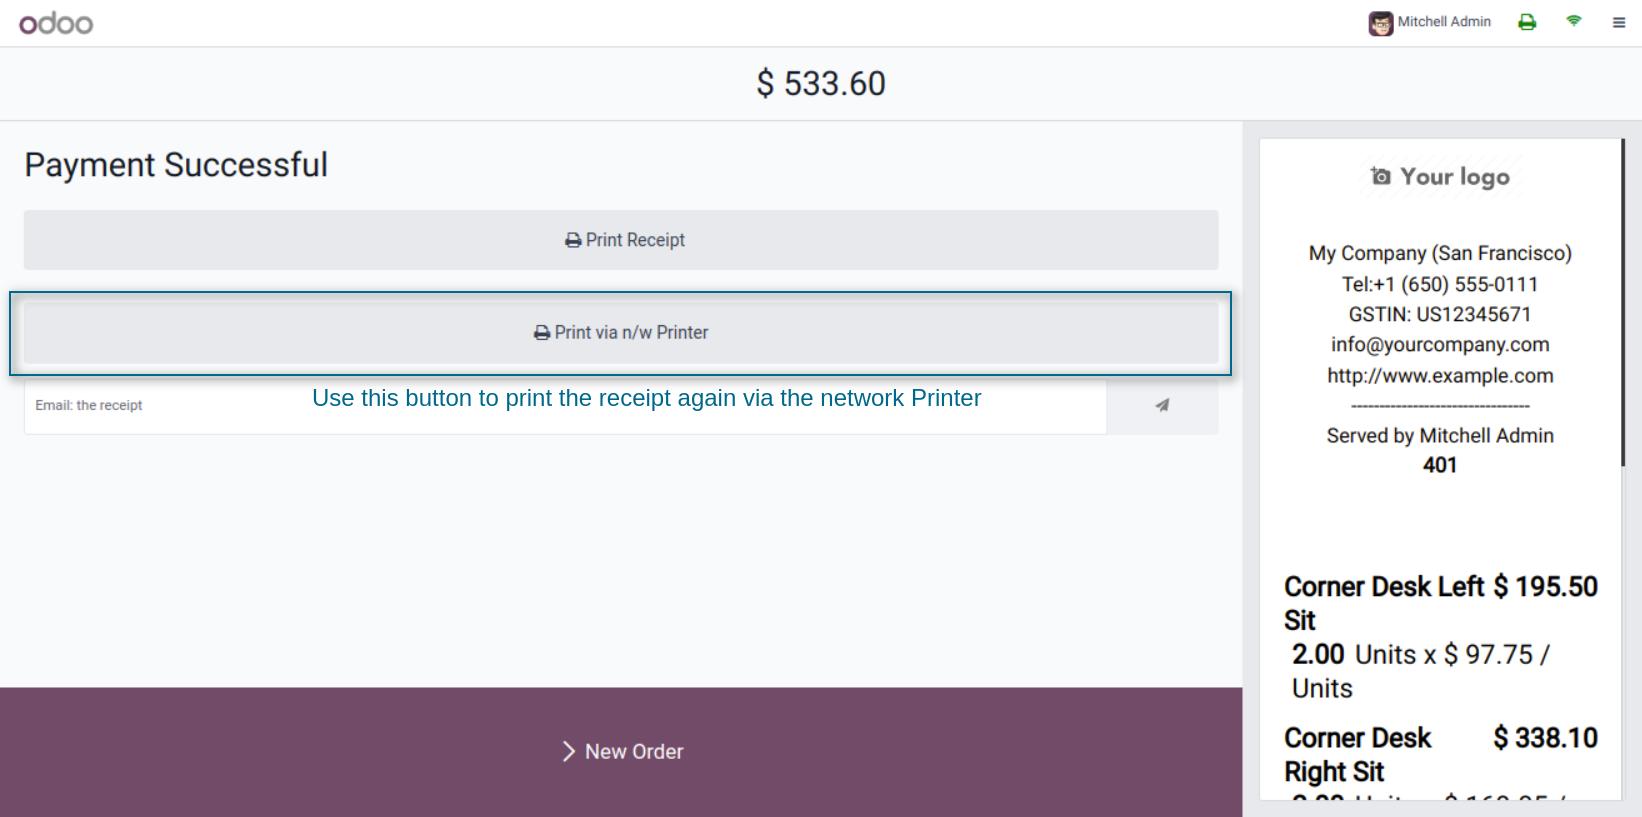 odoo
Mitchell Admin
$ 533.60
Payment Successful
Print Receipt
Print via n/w Printer
Use this button to print the receipt again via the network Printer
Email: the receipt
New Order
Your logo
My Company (San Francisco)
Tel:+1 (650) 555-0111
GSTIN: US12345671
info@yourcompany.com
http://www.example.com
--------------------------------
Served by Mitchell Admin
401
Corner Desk Left $ 195.50
Sit
2.00 Units x $ 97.75 /
Units
Corner Desk $ 338.10
Right Sit